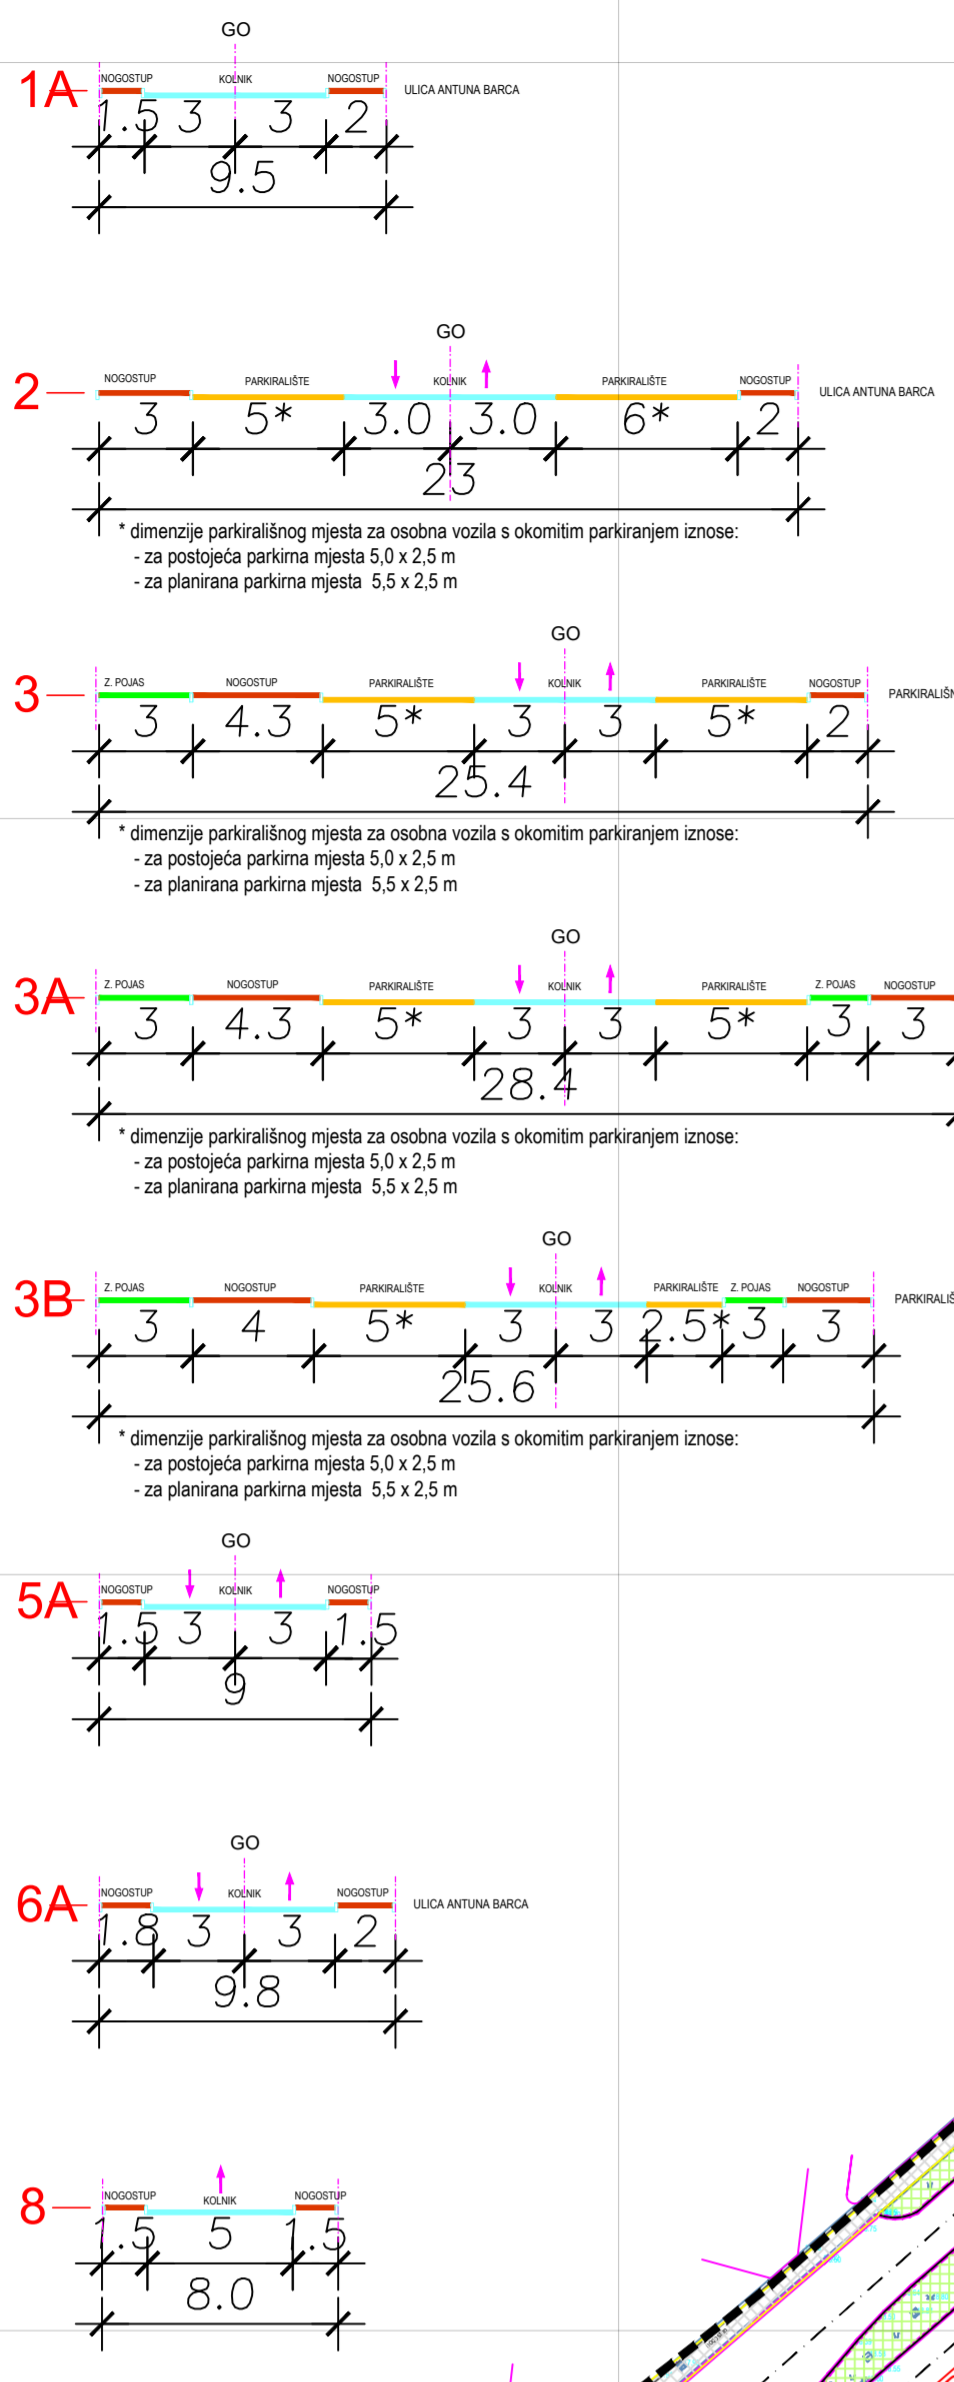 GO
1A NOGOSTUP KOLNIK NOGOSTUP ULICA ANTUNA BARCA
1.5 3 3 2
9.5
GO
2 NOGOSTUP PARKIRALIŠTE KOLNIK PARKIRALIŠTE NOGOSTUP ULICA ANTUNA BARCA
3 5* 3.0 3.0 6* 2
23
* dimenzije parkirališnog mjesta za osobna vozila s okomitim parkiranjem iznose:
- za postojeća parkirna mjesta 5,0 x 2,5 m
- za planirana parkirna mjesta 5,5 x 2,5 m
GO
3 Z. POJAS NOGOSTUP PARKIRALIŠTE KOLNIK PARKIRALIŠTE NOGOSTUP
3 4.3 5* 3 3 5* 2
25.4
* dimenzije parkirališnog mjesta za osobna vozila s okomitim parkiranjem iznose:
- za postojeća parkirna mjesta 5,0 x 2,5 m
- za planirana parkirna mjesta 5,5 x 2,5 m
GO
3A Z. POJAS NOGOSTUP PARKIRALIŠTE KOLNIK PARKIRALIŠTE Z. POJAS NOGOSTUP
3 4.3 5* 3 3 5* 3 3
28.4
* dimenzije parkirališnog mjesta za osobna vozila s okomitim parkiranjem iznose:
- za postojeća parkirna mjesta 5,0 x 2,5 m
- za planirana parkirna mjesta 5,5 x 2,5 m
GO
3B Z. POJAS NOGOSTUP PARKIRALIŠTE KOLNIK PARKIRALIŠTE Z. POJAS NOGOSTUP
3 4 5* 3 3 2.5* 3 3
25.6
* dimenzije parkirališnog mjesta za osobna vozila s okomitim parkiranjem iznose:
- za postojeća parkirna mjesta 5,0 x 2,5 m
- za planirana parkirna mjesta 5,5 x 2,5 m
GO
5A NOGOSTUP KOLNIK NOGOSTUP
1.5 3 3 1.5
9
GO
6A NOGOSTUP KOLNIK NOGOSTUP ULICA ANTUNA BARCA
1.8 3 3 2
9.8
8 NOGOSTUP KOLNIK NOGOSTUP
1.5 5 1.5
8.0